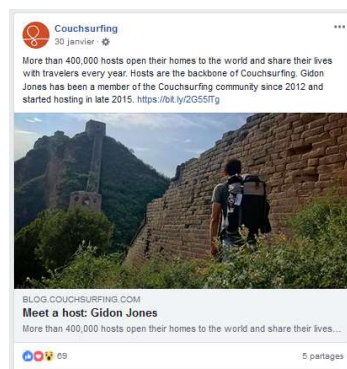 Couchsurfing
30 janvier ·
More than 400,000 hosts open their homes to the world and share their lives
with travelers every year. Hosts are the backbone of Couchsurfing. Gidon
Jones has been a member of the Couchsurfing community since 2012 and
started hosting in late 2015. https://bit.ly/2G55lTg
BLOG.COUCHSURFING.COM
Meet a host: Gidon Jones
More than 400,000 hosts open their homes to the world and share their lives...
69
5 partages